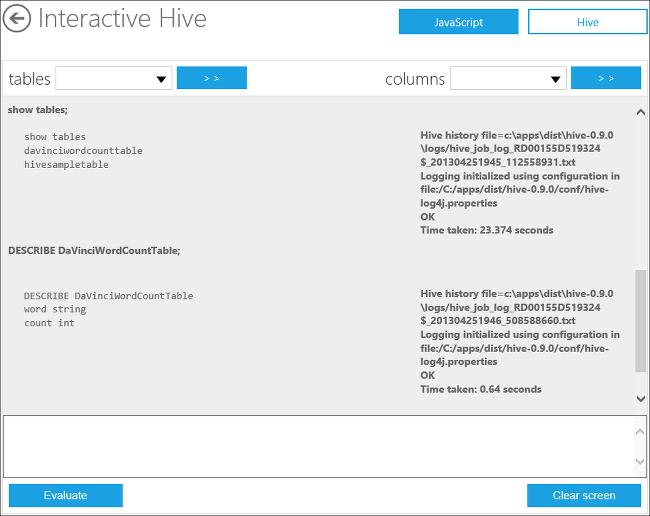 Interactive Hive
JavaScript
Hive
tables
> >
columns
> >
show tables;
show tables
davinciwordcounttable
hivesampletable
Hive history file=c:\apps\dist\hive-0.9.0
\logs/hive_job_log_RD00155D519324
$_201304251945_112558931.txt
Logging initialized using configuration in
file:/C:/apps/dist/hive-0.9.0/conf/hive-
log4j.properties
OK
Time taken: 23.374 seconds
DESCRIBE DaVinciWordCountTable;
DESCRIBE DaVinciWordCountTable
word string
count int
Hive history file=c:\apps\dist\hive-0.9.0
\logs/hive_job_log_RD00155D519324
$_201304251946_508588660.txt
Logging initialized using configuration in
file:/C:/apps/dist/hive-0.9.0/conf/hive-
log4j.properties
OK
Time taken: 0.64 seconds
Evaluate
Clear screen